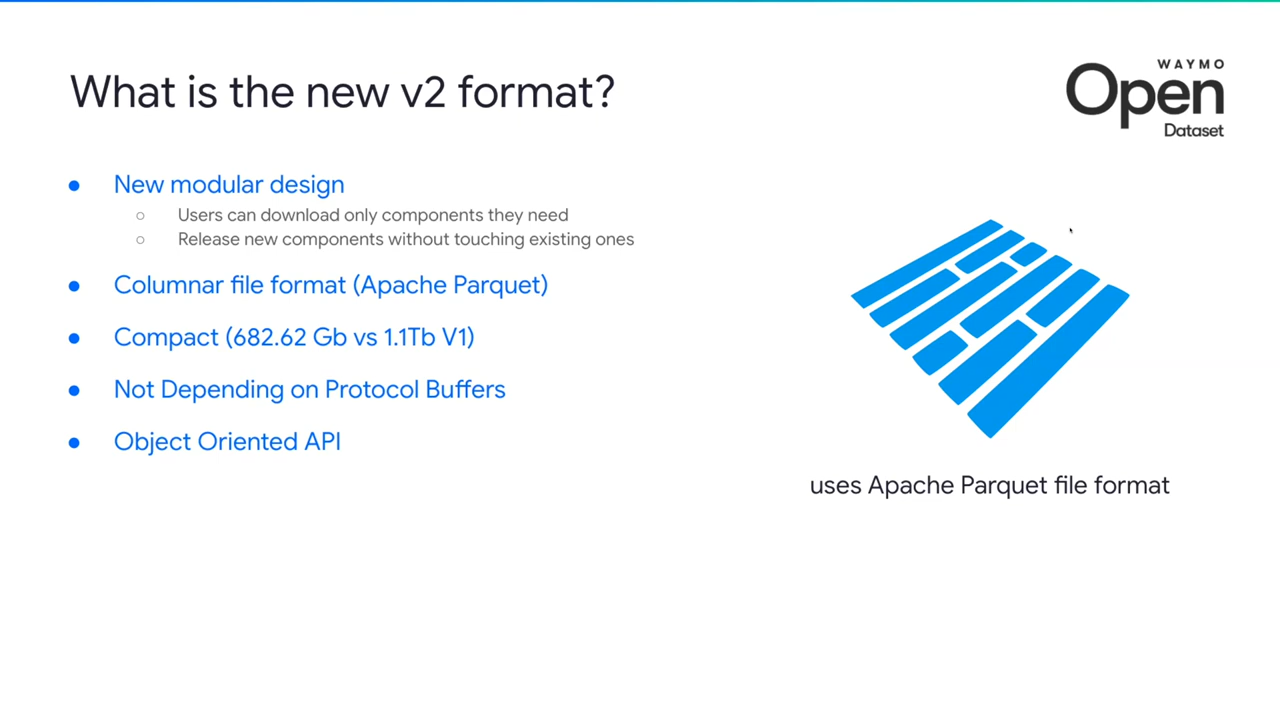 What is the new v2 format?
WAYMO
Open
Dataset
● New modular design
○ Users can download only components they need
○ Release new components without touching existing ones
● Columnar file format (Apache Parquet)
● Compact (682.62 Gb vs 1.1Tb V1)
● Not Depending on Protocol Buffers
● Object Oriented API
uses Apache Parquet file format